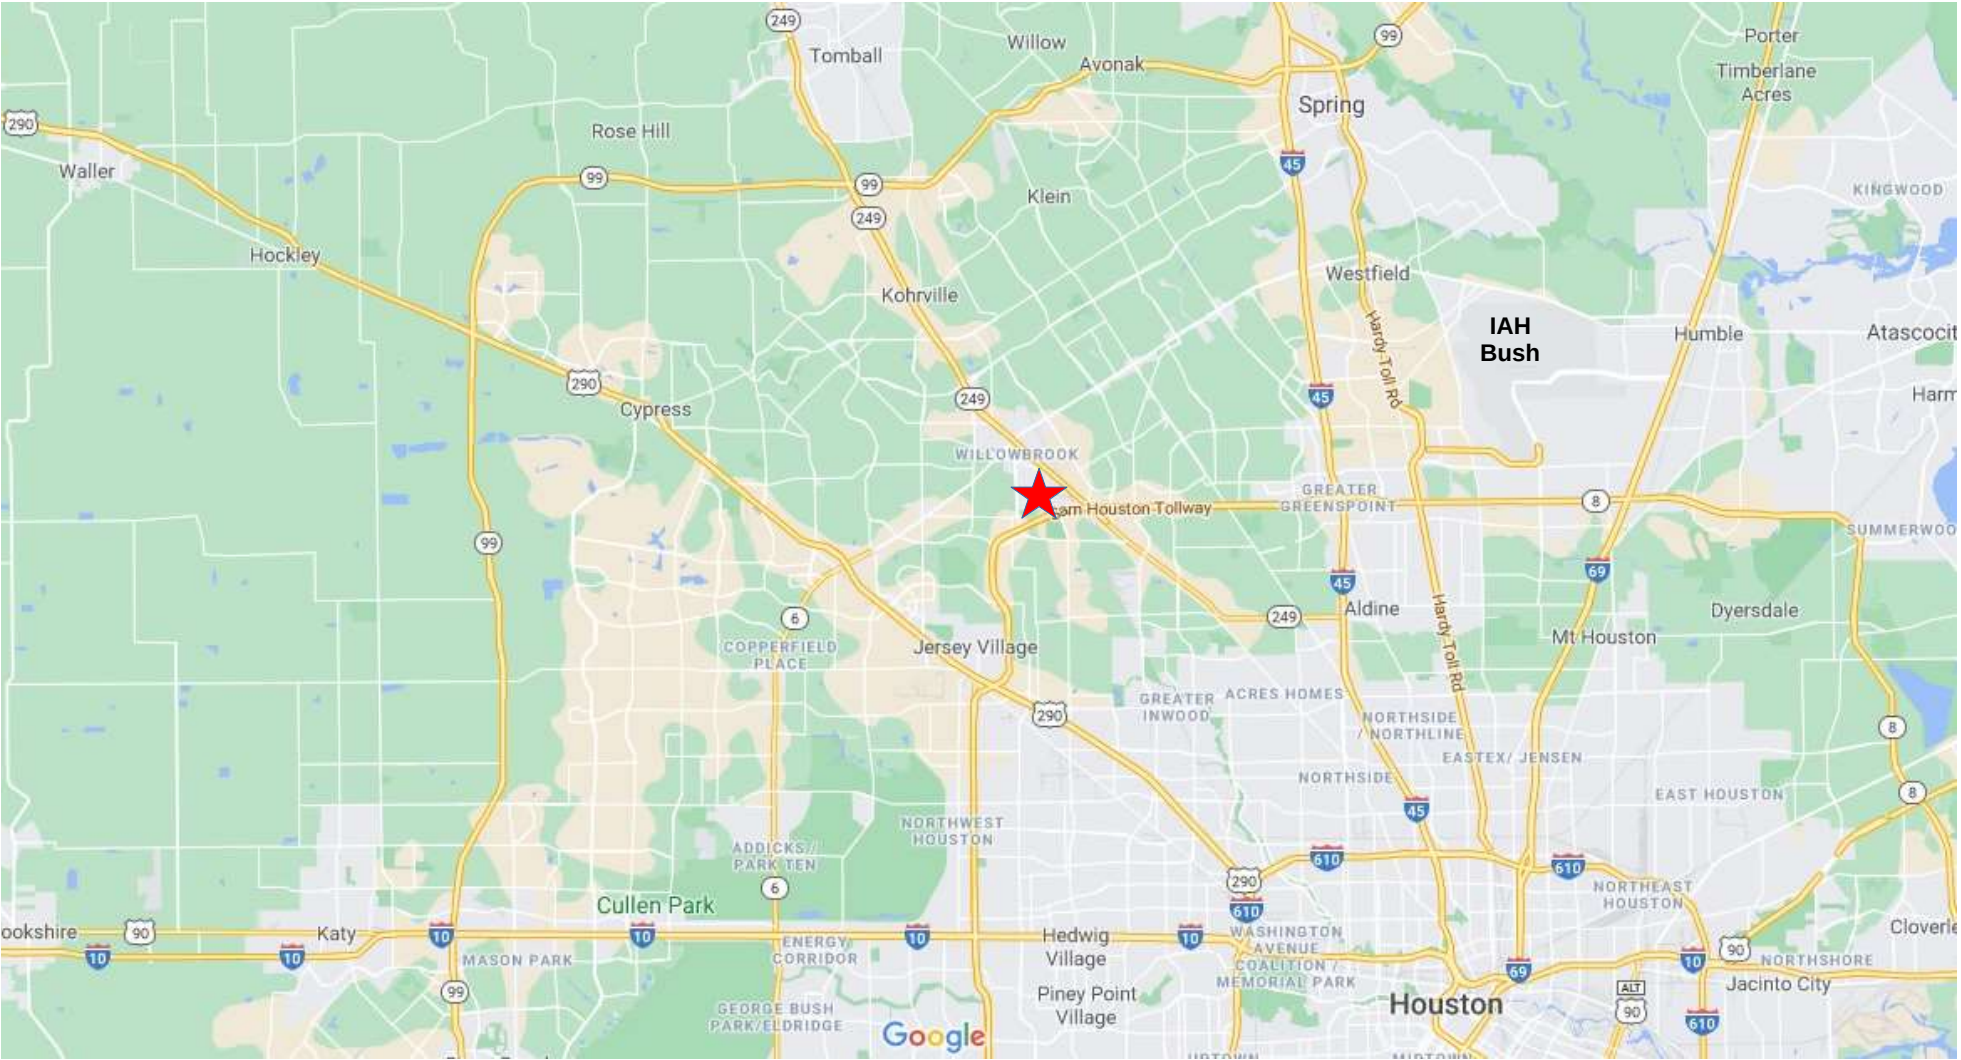 249
Tomball
Willow
Avonak
99
Porter
Timberlane
Acres
290
Waller
Rose Hill
Spring
45
99
99
249
Klein
KINGWOOD
Hockley
Kohrville
Westfield
IAH
Bush
Humble
Atascocit
Hardy Toll Rd
290
Cypress
249
45
Harm
WILLOWBROOK
Sam Houston Tollway
GREATER
GREENSPOINT
8
SUMMERWOO
99
69
45
6
249
Aldine
Dyersdale
Mt Houston
COPPERFIELD
PLACE
Jersey Village
Hardy Toll Rd
GREATER
INWOOD
ACRES HOMES
290
NORTHSIDE
/ NORTHLINE
8
EASTEX/ JENSEN
NORTHSIDE
EAST HOUSTON
8
45
NORTHWEST
HOUSTON
ADDICKS /
PARK TEN
610
610
6
290
NORTHEAST
HOUSTON
Cullen Park
610
ookshire
90
Katy
10
10
10
Hedwig
Village
10
WASHINGTON
AVENUE
COALITION /
MEMORIAL PARK
Cloverle
90
10
10
MASON PARK
ENERGY
CORRIDOR
69
10
NORTHSHORE
Jacinto City
99
Piney Point
Village
Houston
ALT
90
610
GEORGE BUSH
PARK/ELDRIDGE
Google
UPTOWN
MIDTOWN